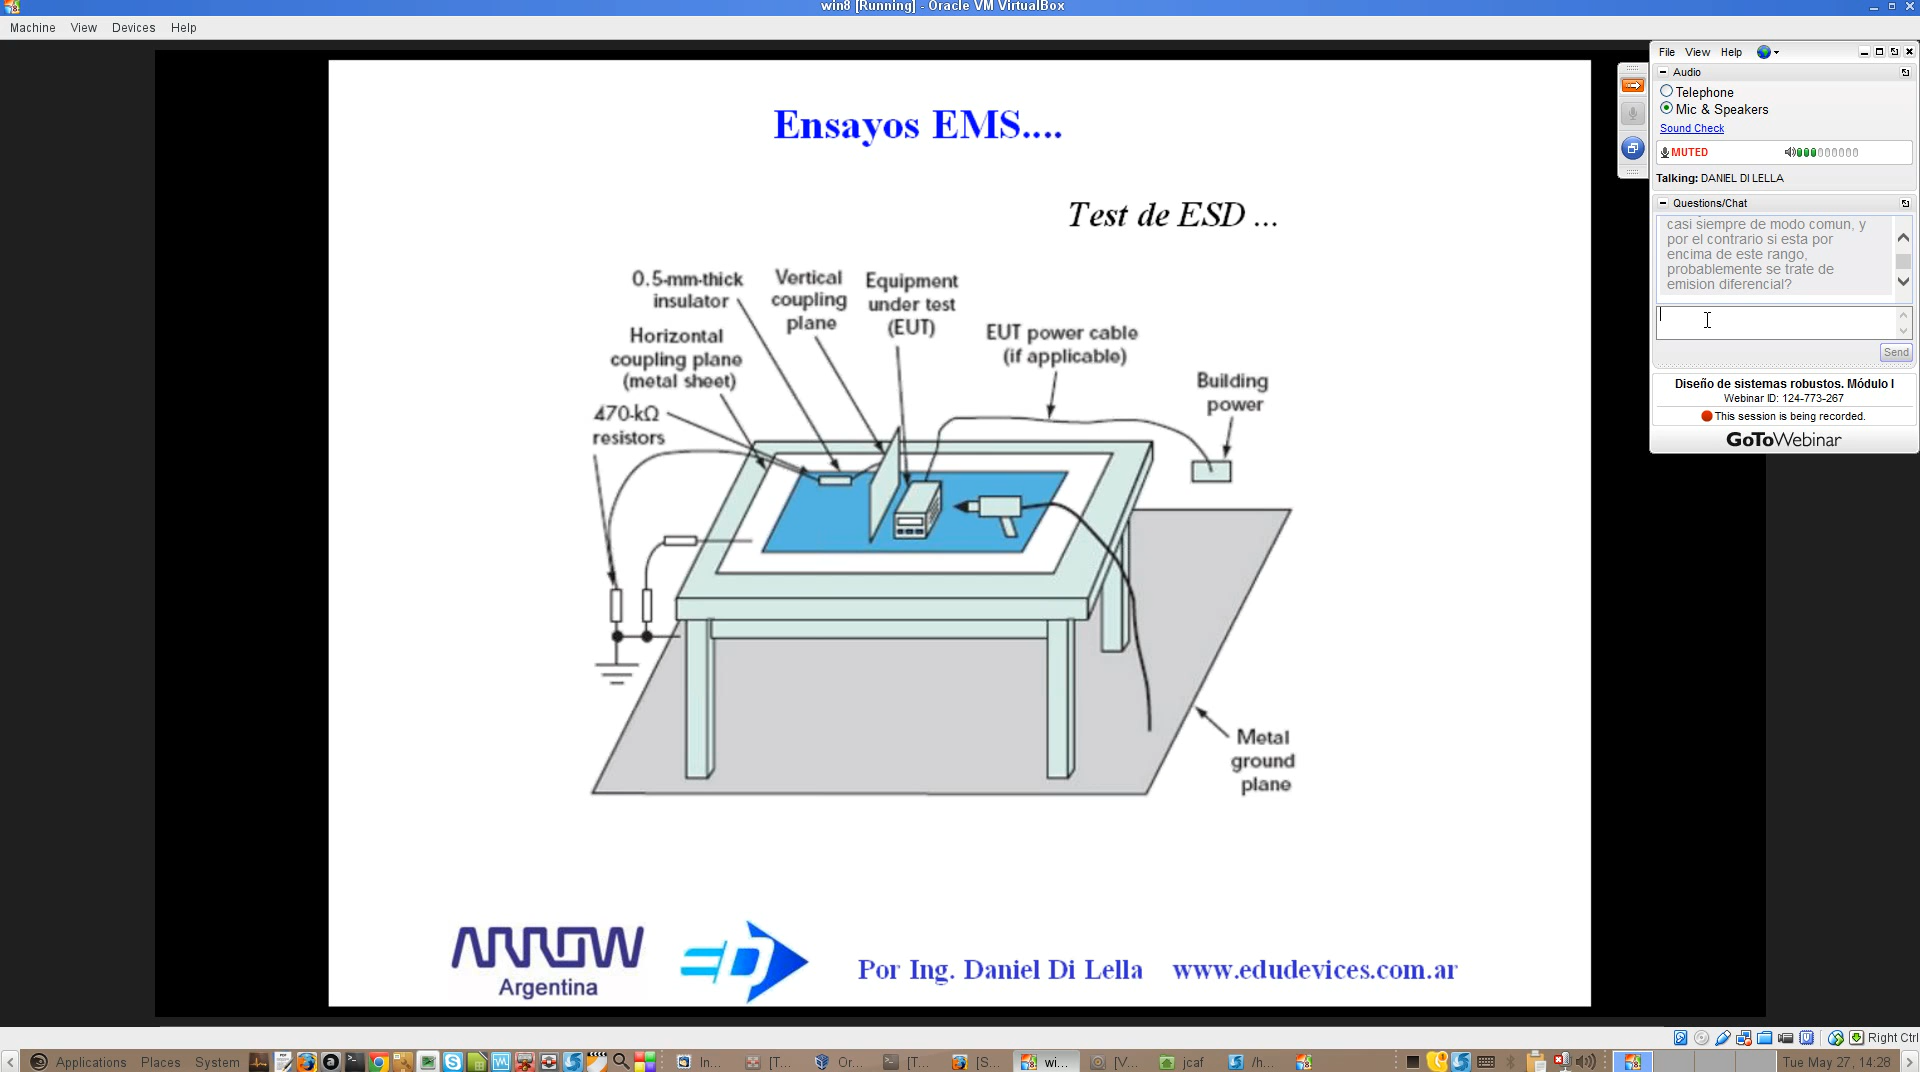 win8 [Running] - Oracle VM VirtualBox
Machine View Devices Help
Ensayos EMS....
Test de ESD ...
0.5-mm-thick
insulator
Vertical
coupling
plane
Equipment
under test
(EUT)
Horizontal
coupling plane
(metal sheet)
EUT power cable
(if applicable)
Building
power
470-kΩ
resistors
Metal
ground
plane
ARROW
Argentina
Por Ing. Daniel Di Lella www.edudevices.com.ar
File View Help
Audio
Telephone
Mic & Speakers
Sound Check
MUTED
Talking: DANIEL DI LELLA
Questions/Chat
casi siempre de modo comun, y
por el contrario si esta por
encima de este rango,
probablemente se trate de
emision diferencial?
Send
Diseño de sistemas robustos. Módulo I
Webinar ID: 124-773-267
This session is being recorded.
GoToWebinar
Right Ctrl
Applications Places System In... [T... Or... [T... [S... wi... [V... jcaf /h... Tue May 27, 14:28